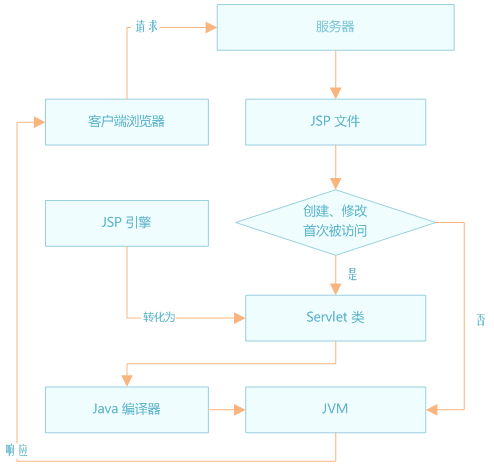 请求
服务器
客户端浏览器
JSP 文件
JSP 引擎
创建、修改
首次被访问
是
转化为
Servlet 类
否
Java 编译器
JVM
响应